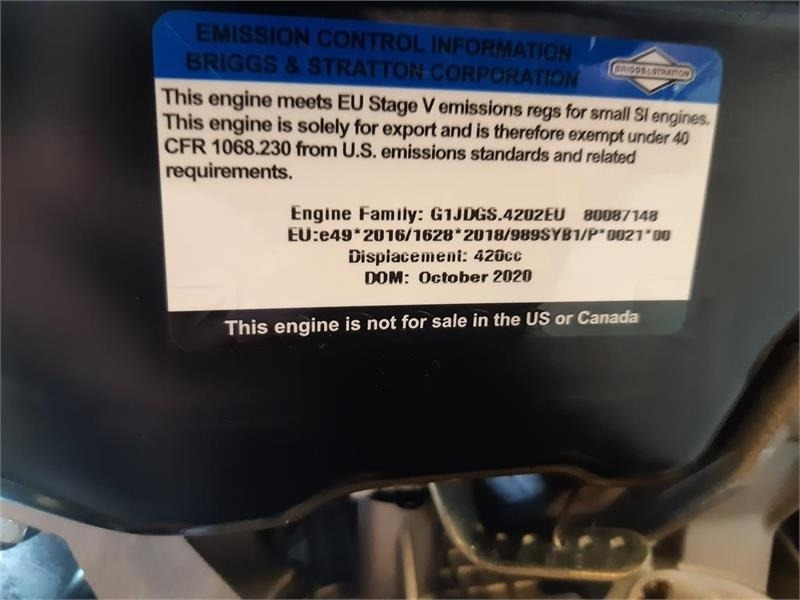 EMISSION CONTROL INFORMATION
BRIGGS & STRATTON CORPORATION
BRIGGS & STRATTON
This engine meets EU Stage V emissions regs for small SI engines.
This engine is solely for export and is therefore exempt under 40
CFR 1068.230 from U.S. emissions standards and related
requirements.
Engine Family: G1JDGS.4202EU 80087148
EU:e49*2016/1628*2018/989SYB1/P*0021*00
Displacement: 420cc
DOM: October 2020
This engine is not for sale in the US or Canada